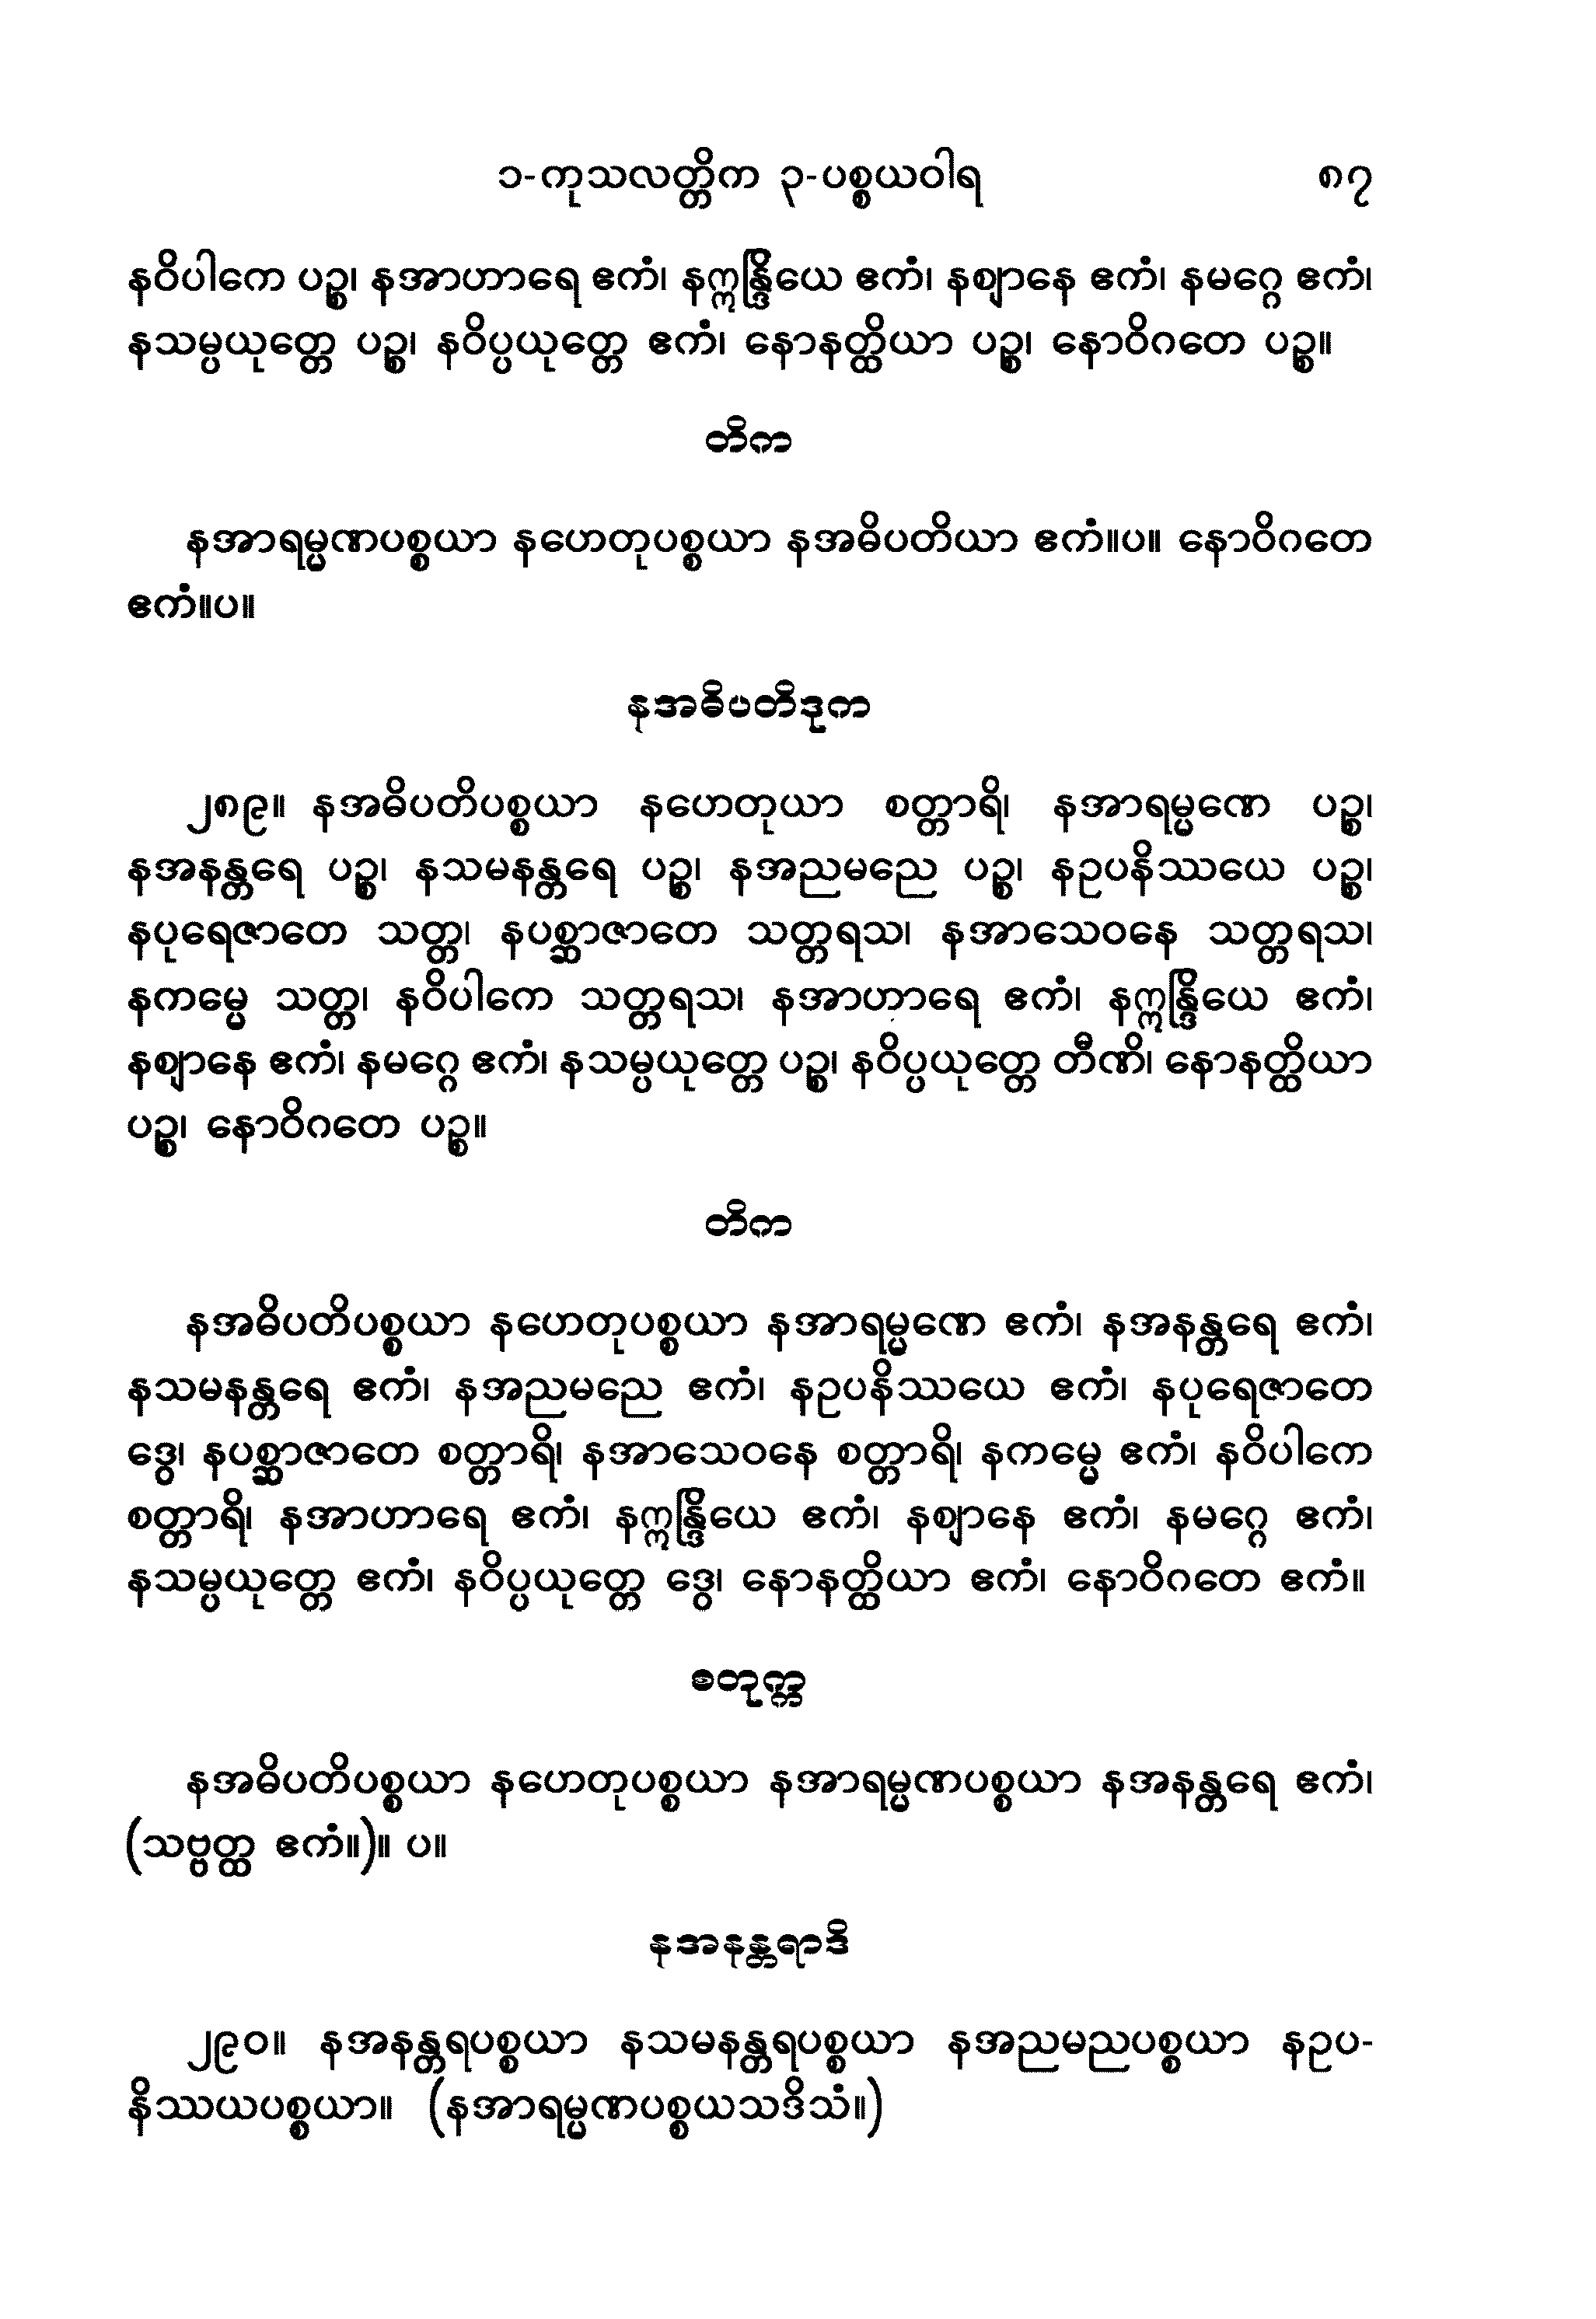 ၁-ကုသလတ္တိက ၃-ပစ္စယဝါရ ၈၇
နဝိပါကေ ပဉ္စ၊ နအာဟာရေ ဧကံ၊ နဣန္ဒြိယေ ဧကံ၊ နဈာနေ ဧကံ၊ နမဂ္ဂေ ဧကံ၊
နသမ္ပယုတ္တေ ပဉ္စ၊ နဝိပ္ပယုတ္တေ ဧကံ၊ နောနတ္ထိယာ ပဉ္စ၊ နောဝိဂတေ ပဉ္စ။
တိက
နအာရမ္မဏပစ္စယာ နဟေတုပစ္စယာ နအဓိပတိယာ ဧကံ။ပ။ နောဝိဂတေ
ဧကံ။ပ။
နအဓိပတိဒုက
၂၈၉။ နအဓိပတိပစ္စယာ နဟေတုယာ စတ္တာရိ၊ နအာရမ္မဏေ ပဉ္စ၊
နအနန္တရေ ပဉ္စ၊ နသမနန္တရေ ပဉ္စ၊ နအညမညေ ပဉ္စ၊ နဥပနိဿယေ ပဉ္စ၊
နပုရေဇာတေ သတ္တ၊ နပစ္ဆာဇာတေ သတ္တရသ၊ နအာသေဝနေ သတ္တရသ၊
နကမ္မေ သတ္တ၊ နဝိပါကေ သတ္တရသ၊ နအာဟာရေ ဧကံ၊ နဣန္ဒြိယေ ဧကံ၊
နဈာနေ ဧကံ၊ နမဂ္ဂေ ဧကံ၊ နသမ္ပယုတ္တေ ပဉ္စ၊ နဝိပ္ပယုတ္တေ တီဏိ၊ နောနတ္ထိယာ
ပဉ္စ၊ နောဝိဂတေ ပဉ္စ။
တိက
နအဓိပတိပစ္စယာ နဟေတုပစ္စယာ နအာရမ္မဏေ ဧကံ၊ နအနန္တရေ ဧကံ၊
နသမနန္တရေ ဧကံ၊ နအညမညေ ဧကံ၊ နဥပနိဿယေ ဧကံ၊ နပုရေဇာတေ
ဒွေ၊ နပစ္ဆာဇာတေ စတ္တာရိ၊ နအာသေဝနေ စတ္တာရိ၊ နကမ္မေ ဧကံ၊ နဝိပါကေ
စတ္တာရိ၊ နအာဟာရေ ဧကံ၊ နဣန္ဒြိယေ ဧကံ၊ နဈာနေ ဧကံ၊ နမဂ္ဂေ ဧကံ၊
နသမ္ပယုတ္တေ ဧကံ၊ နဝိပ္ပယုတ္တေ ဒွေ၊ နောနတ္ထိယာ ဧကံ၊ နောဝိဂတေ ဧကံ။
စတုက္က
နအဓိပတိပစ္စယာ နဟေတုပစ္စယာ နအာရမ္မဏပစ္စယာ နအနန္တရေ ဧကံ၊
(သဗ္ဗတ္ထ ဧကံ။)။ ပ။
နအနန္တရာဒိ
၂၉၀။ နအနန္တရပစ္စယာ နသမနန္တရပစ္စယာ နအညမညပစ္စယာ နဥပ-
နိဿယပစ္စယာ။ (နအာရမ္မဏပစ္စယသဒိသံ။)